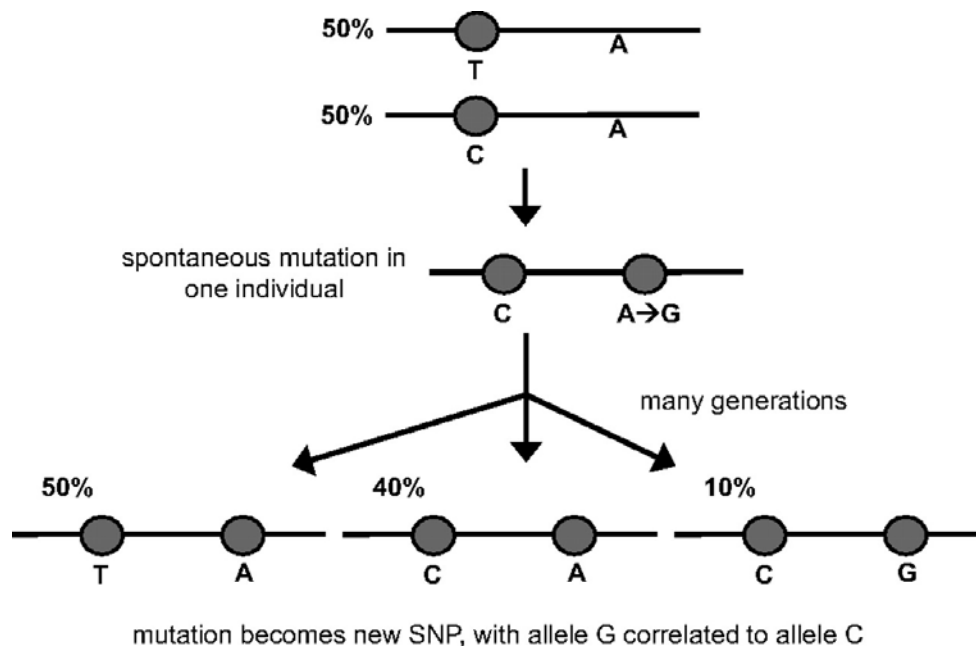 50%
A
T
50%
A
C
spontaneous mutation in
one individual
C
A→G
many generations
50%
40%
10%
T
A
C
A
C
G
mutation becomes new SNP, with allele G correlated to allele C